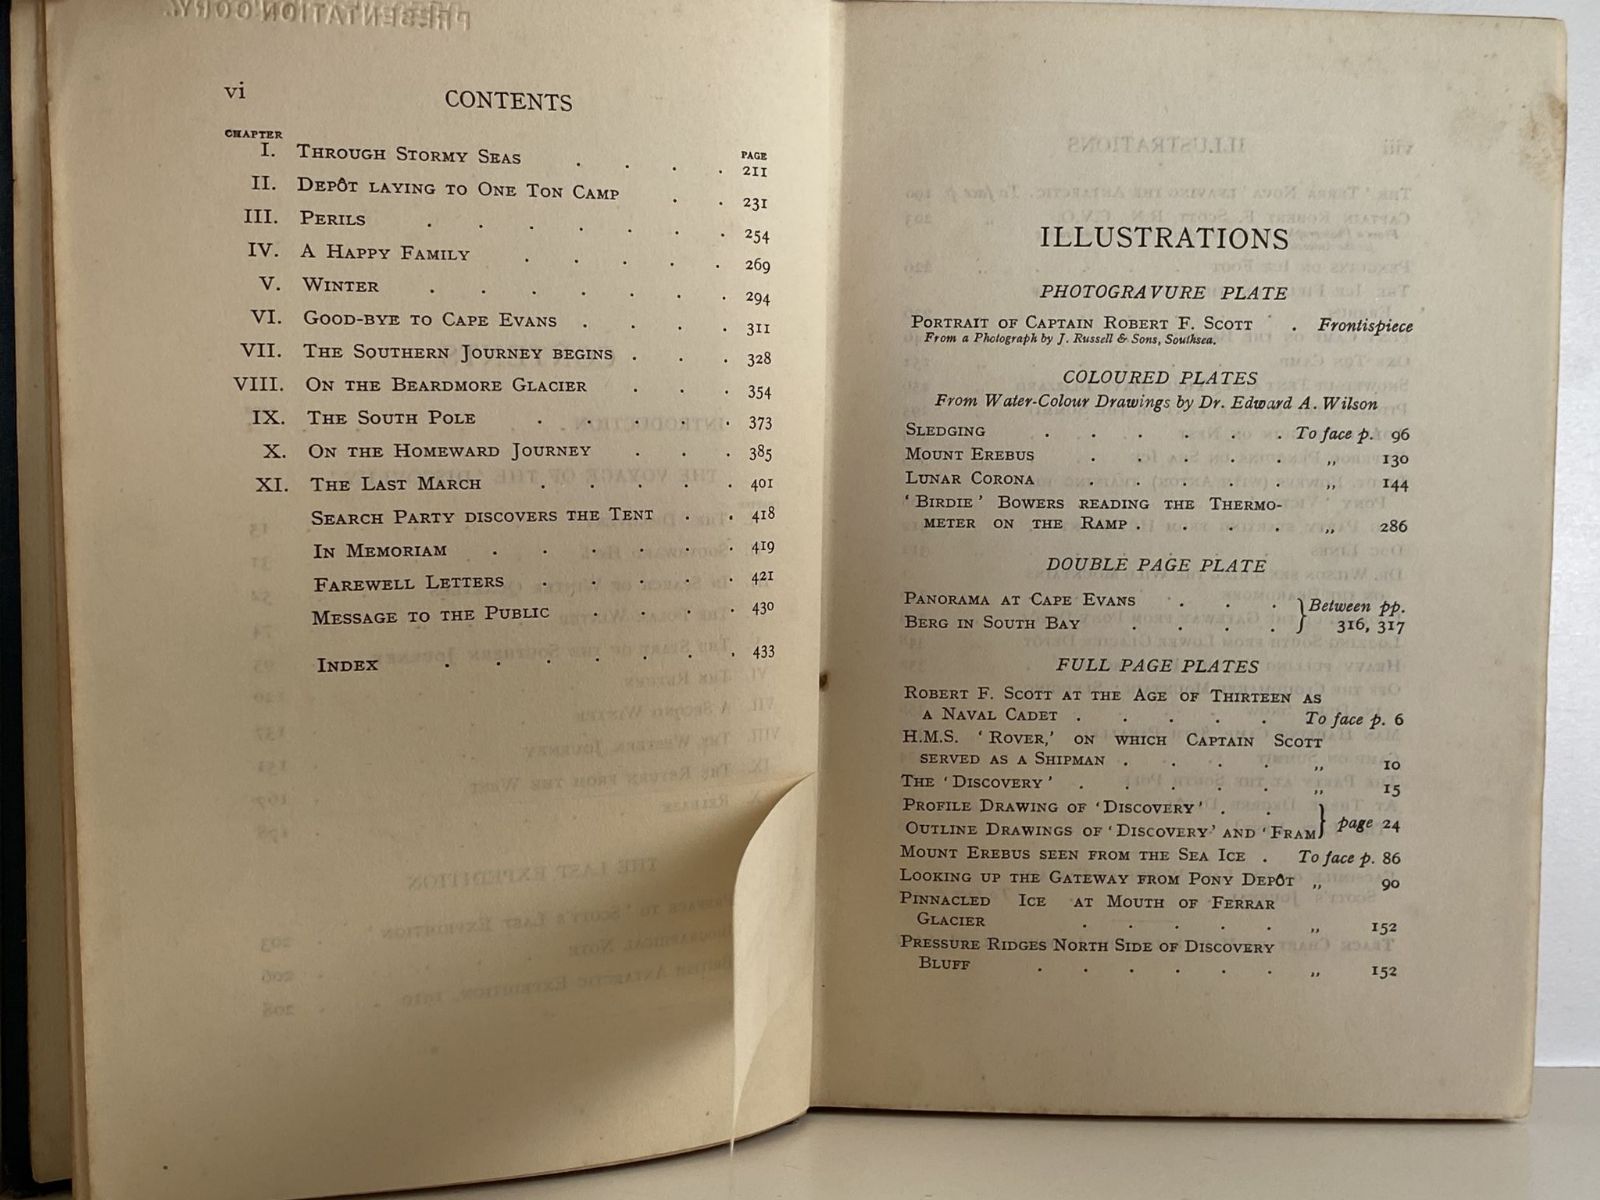 PRESENTATION COPY.
vi
CONTENTS
CHAPTER
PAGE
I. THROUGH STORMY SEAS . . . . 211
II. DEPÔT LAYING TO ONE TON CAMP . . 231
III. PERILS . . . . . . . 254
IV. A HAPPY FAMILY . . . . . 269
V. WINTER . . . . . . . 294
VI. GOOD-BYE TO CAPE EVANS . . . . 311
VII. THE SOUTHERN JOURNEY BEGINS . . . 328
VIII. ON THE BEARDMORE GLACIER . . . 354
IX. THE SOUTH POLE . . . . . 373
X. ON THE HOMEWARD JOURNEY . . . 385
XI. THE LAST MARCH . . . . . 401
SEARCH PARTY DISCOVERS THE TENT . . 418
IN MEMORIAM . . . . . . 419
FAREWELL LETTERS . . . . . 421
MESSAGE TO THE PUBLIC . . . . 430
INDEX . . . . . . . 433
ILLUSTRATIONS
PHOTOGRAVURE PLATE
PORTRAIT OF CAPTAIN ROBERT F. SCOTT . Frontispiece
From a Photograph by J. Russell & Sons, Southsea.
COLOURED PLATES
From Water-Colour Drawings by Dr. Edward A. Wilson
SLEDGING . . . . . . To face p. 96
MOUNT EREBUS . . . . . „ 130
LUNAR CORONA . . . . . „ 144
‘BIRDIE’ BOWERS READING THE THERMO-
METER ON THE RAMP . . . . „ 286
DOUBLE PAGE PLATE
PANORAMA AT CAPE EVANS . . . } Between pp.
BERG IN SOUTH BAY . . . . } 316, 317
FULL PAGE PLATES
ROBERT F. SCOTT AT THE AGE OF THIRTEEN AS
A NAVAL CADET . . . . . To face p. 6
H.M.S. ‘ROVER,’ ON WHICH CAPTAIN SCOTT
SERVED AS A SHIPMAN . . . . „ 10
THE ‘DISCOVERY’ . . . . . „ 15
PROFILE DRAWING OF ‘DISCOVERY’ . . } page 24
OUTLINE DRAWINGS OF ‘DISCOVERY’ AND ‘FRAM }
MOUNT EREBUS SEEN FROM THE SEA ICE . To face p. 86
LOOKING UP THE GATEWAY FROM PONY DEPÔT „ 90
PINNACLED ICE AT MOUTH OF FERRAR
GLACIER . . . . . „ 152
PRESSURE RIDGES NORTH SIDE OF DISCOVERY
BLUFF . . . . . . „ 152